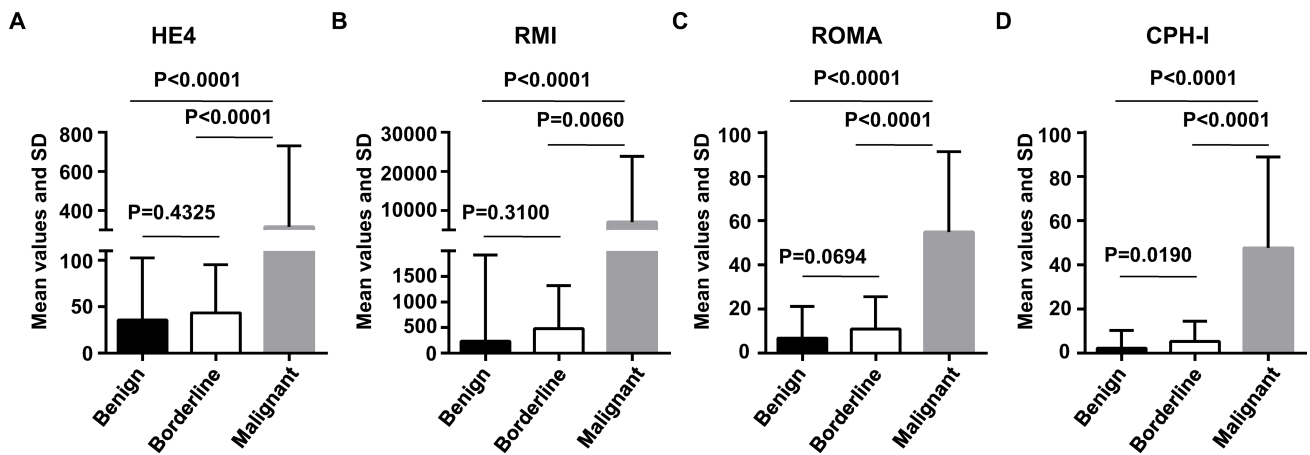 A
HE4
P<0.0001
P<0.0001
P=0.4325
Mean values and SD
800
600
400
100
50
0
Benign
Borderline
Malignant
B
RMI
P<0.0001
P=0.0060
P=0.3100
Mean values and SD
30000
20000
10000
1500
1000
500
0
Benign
Borderline
Malignant
C
ROMA
P<0.0001
P<0.0001
P=0.0694
Mean values and SD
100
80
60
40
20
0
Benign
Borderline
Malignant
D
CPH-I
P<0.0001
P<0.0001
P=0.0190
Mean values and SD
100
80
60
40
20
0
Benign
Borderline
Malignant